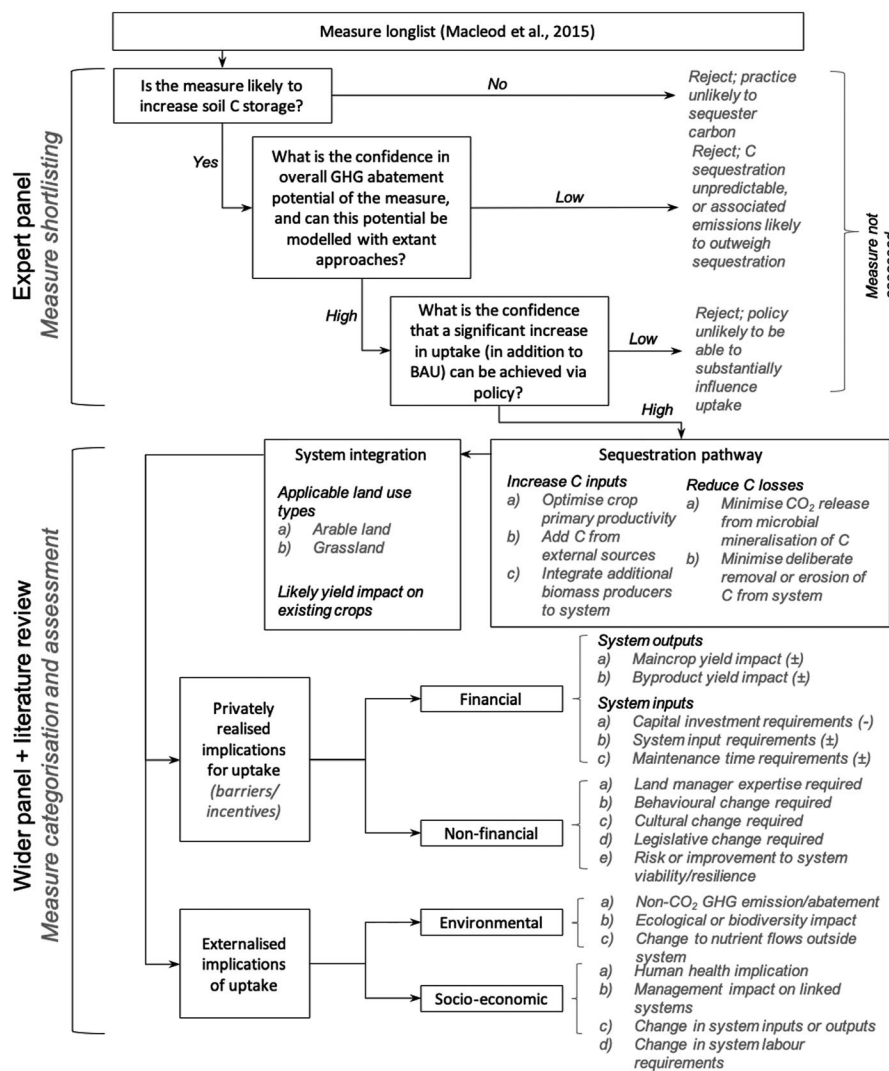 Measure longlist (Macleod et al., 2015)
Expert panel
Measure shortlisting
Is the measure likely to
increase soil C storage?
No
Reject; practice
unlikely to
sequester
carbon
Yes
What is the confidence in
overall GHG abatement
potential of the measure,
and can this potential be
modelled with extant
approaches?
Low
Reject; C
sequestration
unpredictable,
or associated
emissions likely
to outweigh
sequestration
High
What is the confidence
that a significant increase
in uptake (in addition to
BAU) can be achieved via
policy?
Low
Reject; policy
unlikely to be
able to
substantially
influence
uptake
Measure not
High
Wider panel + literature review
Measure categorisation and assessment
System integration
Applicable land use
types
a) Arable land
b) Grassland
Likely yield impact on
existing crops
Sequestration pathway
Increase C inputs
a) Optimise crop
primary productivity
b) Add C from
external sources
c) Integrate additional
biomass producers
to system
Reduce C losses
a) Minimise CO₂ release
from microbial
mineralisation of C
b) Minimise deliberate
removal or erosion of
C from system
Privately
realised
implications
for uptake
(barriers/
incentives)
Financial
System outputs
a) Maincrop yield impact (±)
b) Byproduct yield impact (±)
System inputs
a) Capital investment requirements (-)
b) System input requirements (±)
c) Maintenance time requirements (±)
Non-financial
a) Land manager expertise required
b) Behavioural change required
c) Cultural change required
d) Legislative change required
e) Risk or improvement to system
viability/resilience
Externalised
implications
of uptake
Environmental
a) Non-CO₂ GHG emission/abatement
b) Ecological or biodiversity impact
c) Change to nutrient flows outside
system
Socio-economic
a) Human health implication
b) Management impact on linked
systems
c) Change in system inputs or outputs
d) Change in system labour
requirements